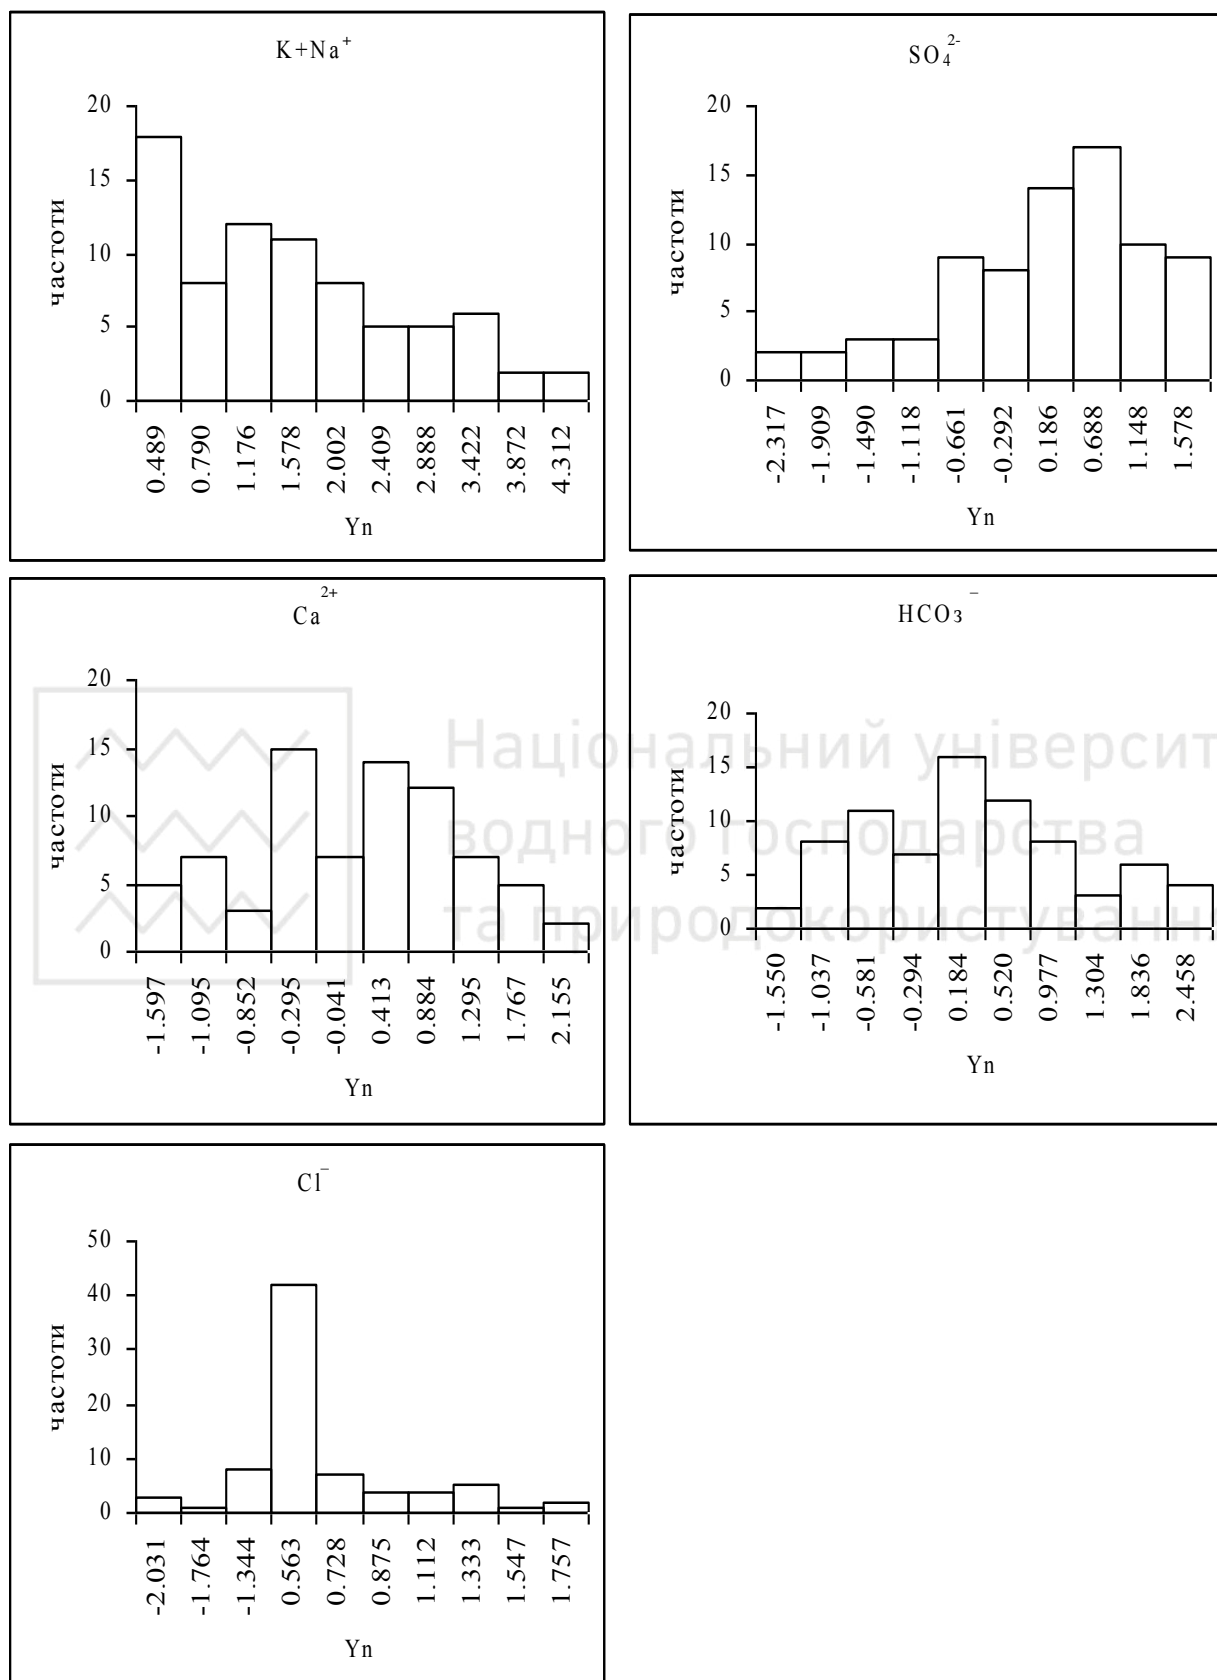 K+Na⁺
20
15
10
5
0
частоти
0.489 0.790 1.176 1.578 2.002 2.409 2.888 3.422 3.872 4.312
Yn
SO₄²⁻
20
15
10
5
0
частоти
-2.317 -1.909 -1.490 -1.118 -0.661 -0.292 0.186 0.688 1.148 1.578
Yn
Ca²⁺
20
15
10
5
0
частоти
-1.597 -1.095 -0.852 -0.295 -0.041 0.413 0.884 1.295 1.767 2.155
Yn
HCO₃⁻
20
15
10
5
0
частоти
-1.550 -1.037 -0.581 -0.294 0.184 0.520 0.977 1.304 1.836 2.458
Yn
Національний університ
водного господарства
та природокористуванн
Cl⁻
50
40
30
20
10
0
частоти
-2.031 -1.764 -1.344 0.563 0.728 0.875 1.112 1.333 1.547 1.757
Yn